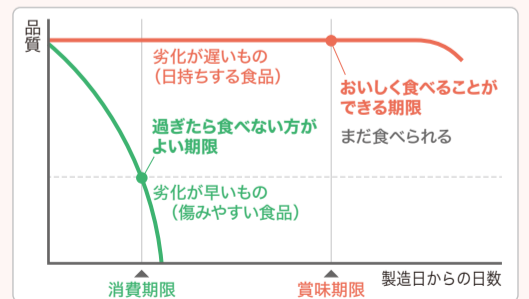 品質
劣化が遅いもの
（日持ちする食品）
おいしく食べることが
できる期限
まだ食べられる
過ぎたら食べない方が
よい期限
劣化が早いもの
（傷みやすい食品）
製造日からの日数
消費期限
賞味期限